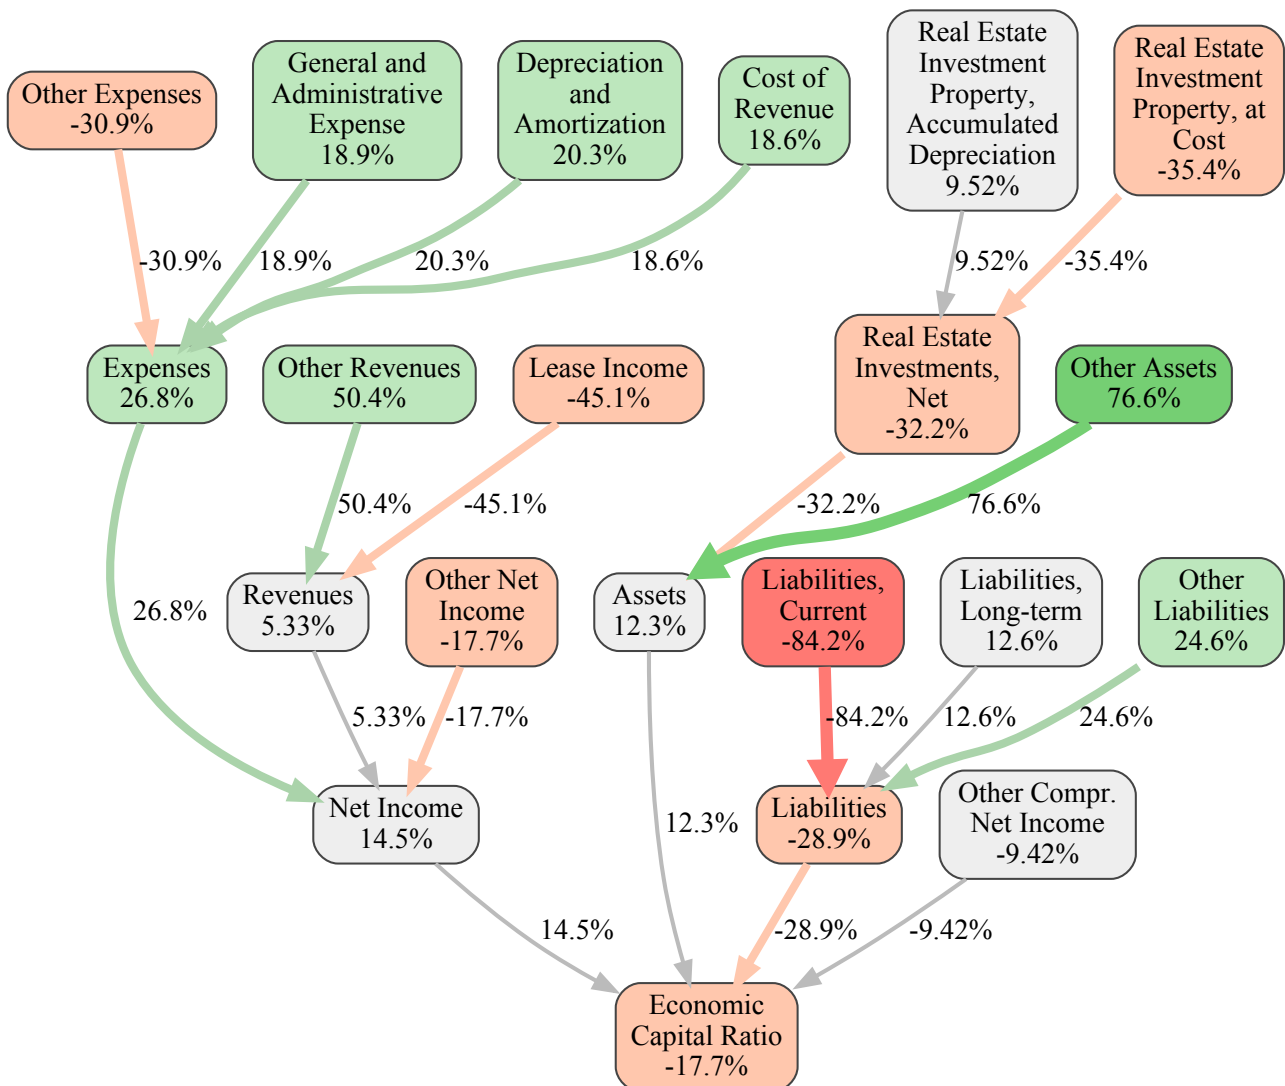 Other Expenses
-30.9%
General and
Administrative
Expense
18.9%
Depreciation
and
Amortization
20.3%
Cost of
Revenue
18.6%
Real Estate
Investment
Property,
Accumulated
Depreciation
9.52%
Real Estate
Investment
Property, at
Cost
-35.4%
-30.9%
18.9%
20.3%
18.6%
9.52%
-35.4%
Expenses
26.8%
Other Revenues
50.4%
Lease Income
-45.1%
Real Estate
Investments,
Net
-32.2%
Other Assets
76.6%
50.4%
-45.1%
-32.2%
76.6%
26.8%
Revenues
5.33%
Other Net
Income
-17.7%
Assets
12.3%
Liabilities,
Current
-84.2%
Liabilities,
Long-term
12.6%
Other
Liabilities
24.6%
5.33%
-17.7%
-84.2%
12.6%
24.6%
Net Income
14.5%
12.3%
Liabilities
-28.9%
Other Compr.
Net Income
-9.42%
14.5%
-28.9%
-9.42%
Economic
Capital Ratio
-17.7%